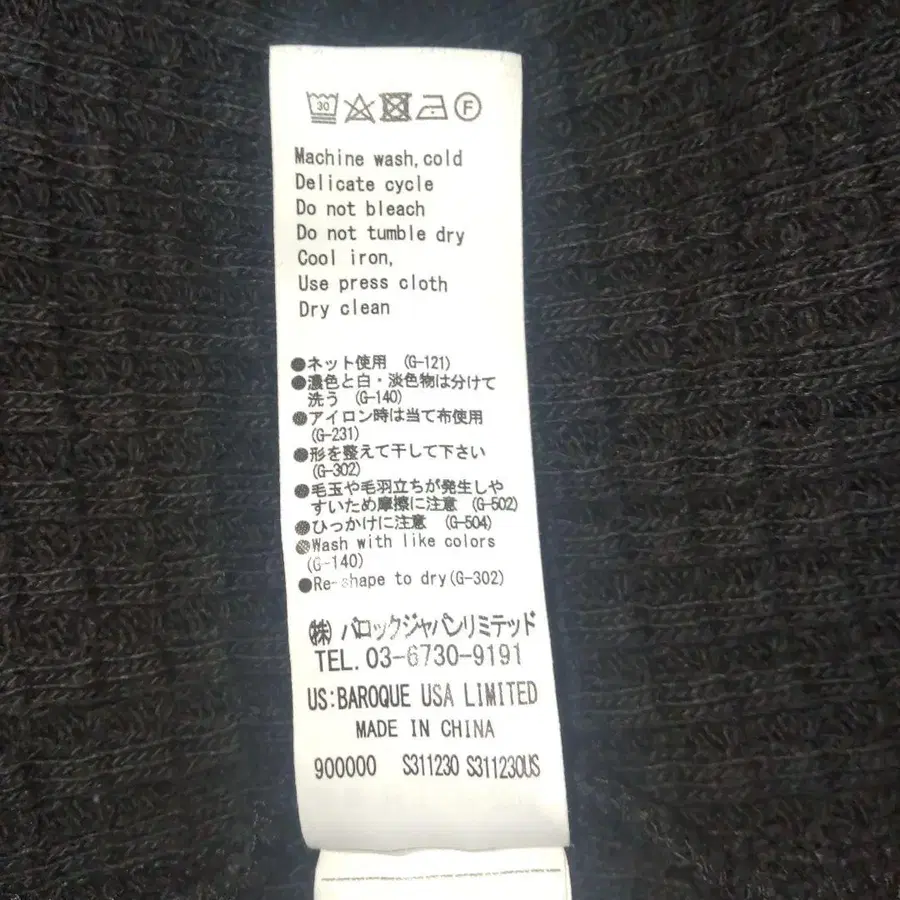 30 F
Machine wash,cold
Delicate cycle
Do not bleach
Do not tumble dry
Cool iron,
Use press cloth
Dry clean
●ネット使用 (G-121)
●濃色と白・淡色物は分けて
洗う (G-140)
●アイロン時は当て布使用
(G-231)
●形を整えて干して下さい
(G-302)
●毛玉や毛羽立ちが発生しや
すいため摩擦に注意 (G-502)
●ひっかけに注意 (G-504)
●Wash with like colors
(G-140)
●Re-shape to dry(G-302)
㈱ バロックジャパンリミテッド
TEL. 03-6730-9191
US:BAROQUE USA LIMITED
MADE IN CHINA
900000 S311230 S311230US